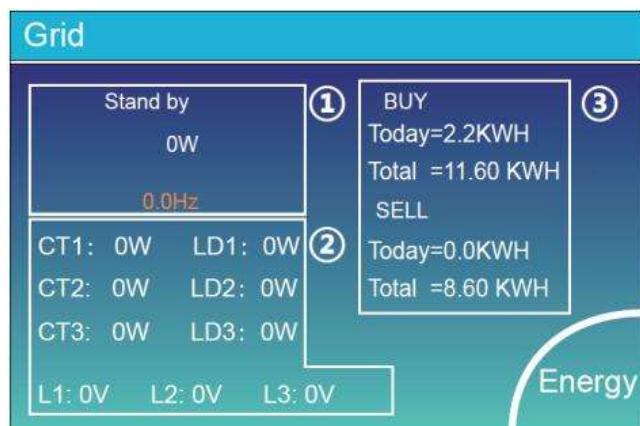 Grid
Stand by
0W
0.0Hz
①
CT1: 0W LD1: 0W
CT2: 0W LD2: 0W
CT3: 0W LD3: 0W
L1: 0V L2: 0V L3: 0V
②
BUY
Today=2.2KWH
Total =11.60 KWH
SELL
Today=0.0KWH
Total =8.60 KWH
③
Energy